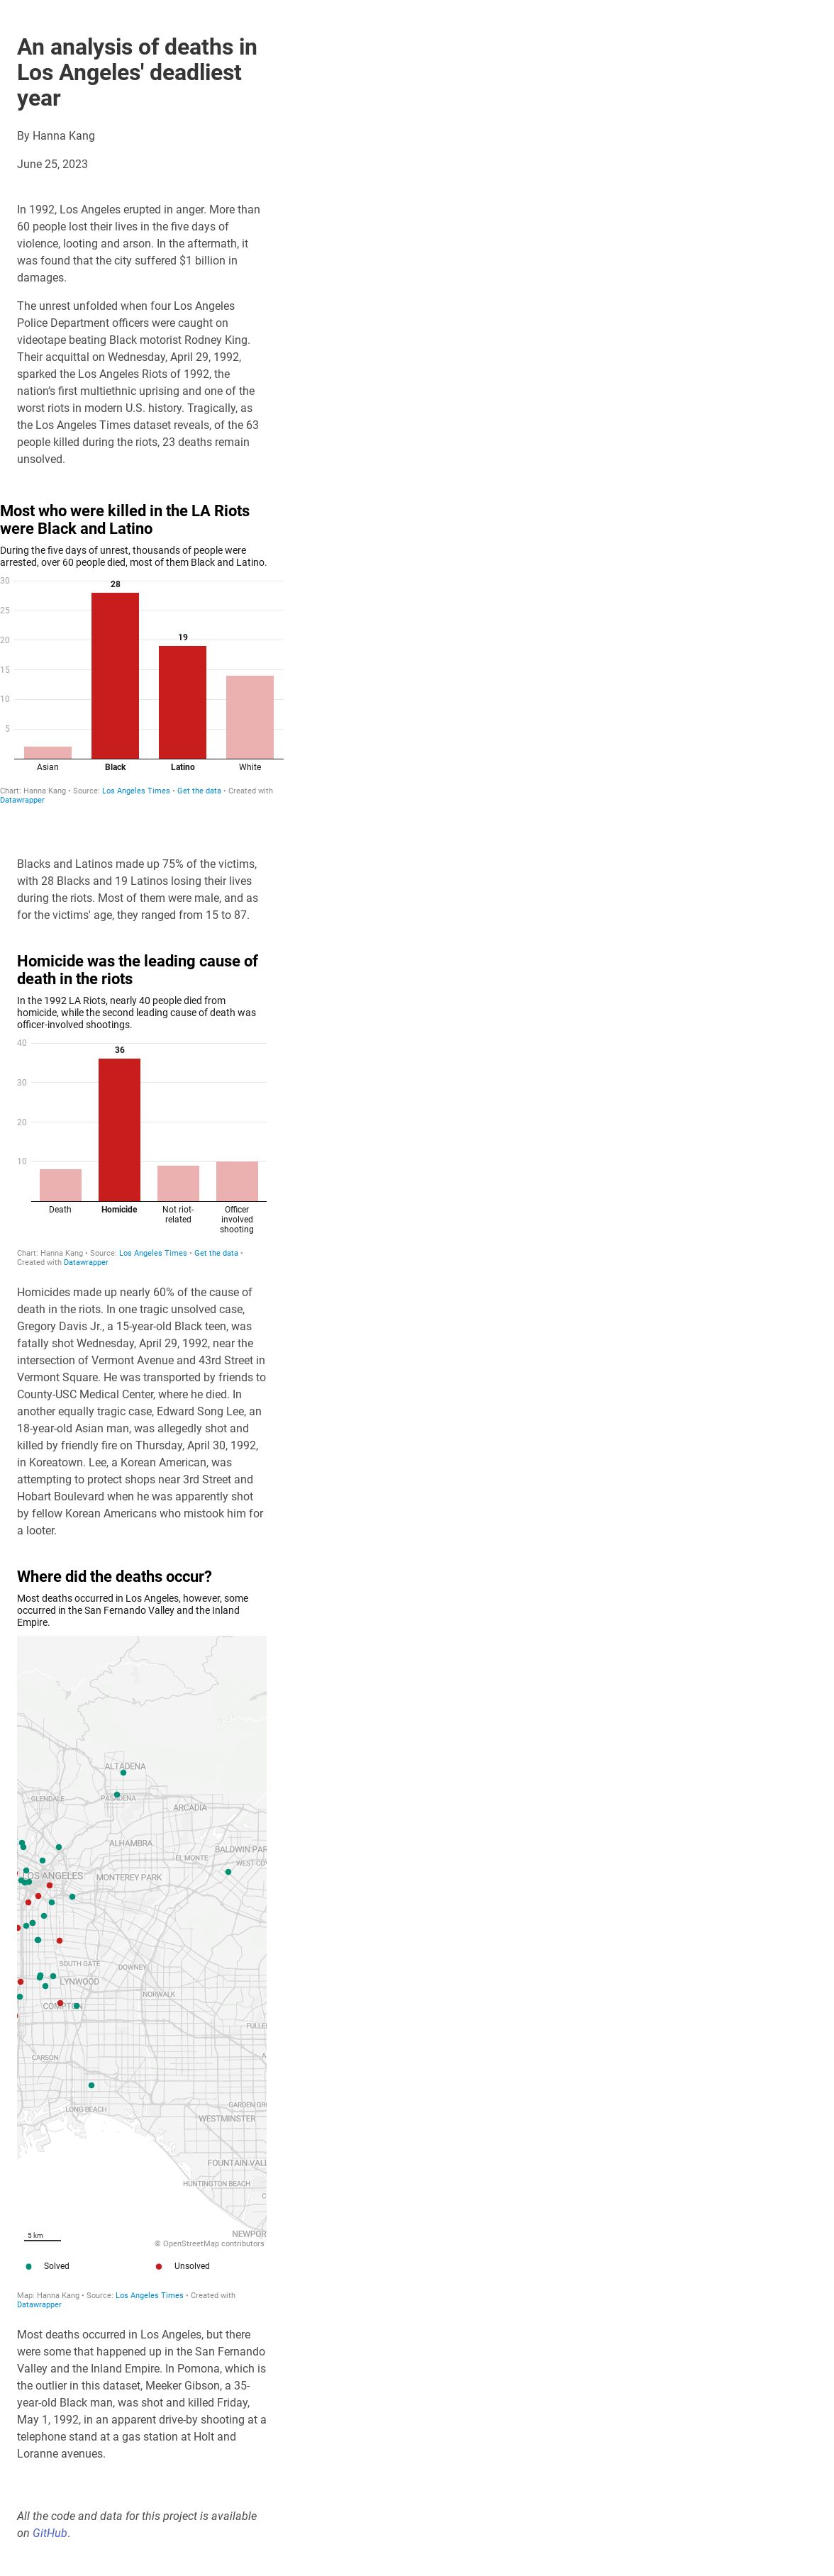 An analysis of deaths in
Los Angeles' deadliest
year
By Hanna Kang
June 25, 2023
In 1992, Los Angeles erupted in anger. More than
60 people lost their lives in the five days of
violence, looting and arson. In the aftermath, it
was found that the city suffered $1 billion in
damages.
The unrest unfolded when four Los Angeles
Police Department officers were caught on
videotape beating Black motorist Rodney King.
Their acquittal on Wednesday, April 29, 1992,
sparked the Los Angeles Riots of 1992, the
nation’s first multiethnic uprising and one of the
worst riots in modern U.S. history. Tragically, as
the Los Angeles Times dataset reveals, of the 63
people killed during the riots, 23 deaths remain
unsolved.
Most who were killed in the LA Riots
were Black and Latino
During the five days of unrest, thousands of people were
arrested, over 60 people died, most of them Black and Latino.
30
28
25
20
19
15
10
5
Asian Black Latino White
Chart: Hanna Kang • Source: Los Angeles Times • Get the data • Created with
Datawrapper
Blacks and Latinos made up 75% of the victims,
with 28 Blacks and 19 Latinos losing their lives
during the riots. Most of them were male, and as
for the victims' age, they ranged from 15 to 87.
Homicide was the leading cause of
death in the riots
In the 1992 LA Riots, nearly 40 people died from
homicide, while the second leading cause of death was
officer-involved shootings.
40
36
30
20
10
Death Homicide Not riot- Officer
related involved
shooting
Chart: Hanna Kang • Source: Los Angeles Times • Get the data •
Created with Datawrapper
Homicides made up nearly 60% of the cause of
death in the riots. In one tragic unsolved case,
Gregory Davis Jr., a 15-year-old Black teen, was
fatally shot Wednesday, April 29, 1992, near the
intersection of Vermont Avenue and 43rd Street in
Vermont Square. He was transported by friends to
County-USC Medical Center, where he died. In
another equally tragic case, Edward Song Lee, an
18-year-old Asian man, was allegedly shot and
killed by friendly fire on Thursday, April 30, 1992,
in Koreatown. Lee, a Korean American, was
attempting to protect shops near 3rd Street and
Hobart Boulevard when he was apparently shot
by fellow Korean Americans who mistook him for
a looter.
Where did the deaths occur?
Most deaths occurred in Los Angeles, however, some
occurred in the San Fernando Valley and the Inland
Empire.
ALTADENA
GLENDALE PASADENA
ARCADIA
ALHAMBRA
BALDWIN PAR
EL MONTE
WEST COV
LOS ANGELES MONTEREY PARK
SOUTH GATE
DOWNEY
LYNWOOD
NORWALK
COMPTON
FULLE
A
CARSON
GARDEN GR
LONG BEACH
WESTMINSTER
FOUNTAIN VALL
HUNTINGTON BEACH
C
NEWPOR
5 km
© OpenStreetMap contributors
Solved Unsolved
Map: Hanna Kang • Source: Los Angeles Times • Created with
Datawrapper
Most deaths occurred in Los Angeles, but there
were some that happened up in the San Fernando
Valley and the Inland Empire. In Pomona, which is
the outlier in this dataset, Meeker Gibson, a 35-
year-old Black man, was shot and killed Friday,
May 1, 1992, in an apparent drive-by shooting at a
telephone stand at a gas station at Holt and
Loranne avenues.
All the code and data for this project is available
on GitHub.